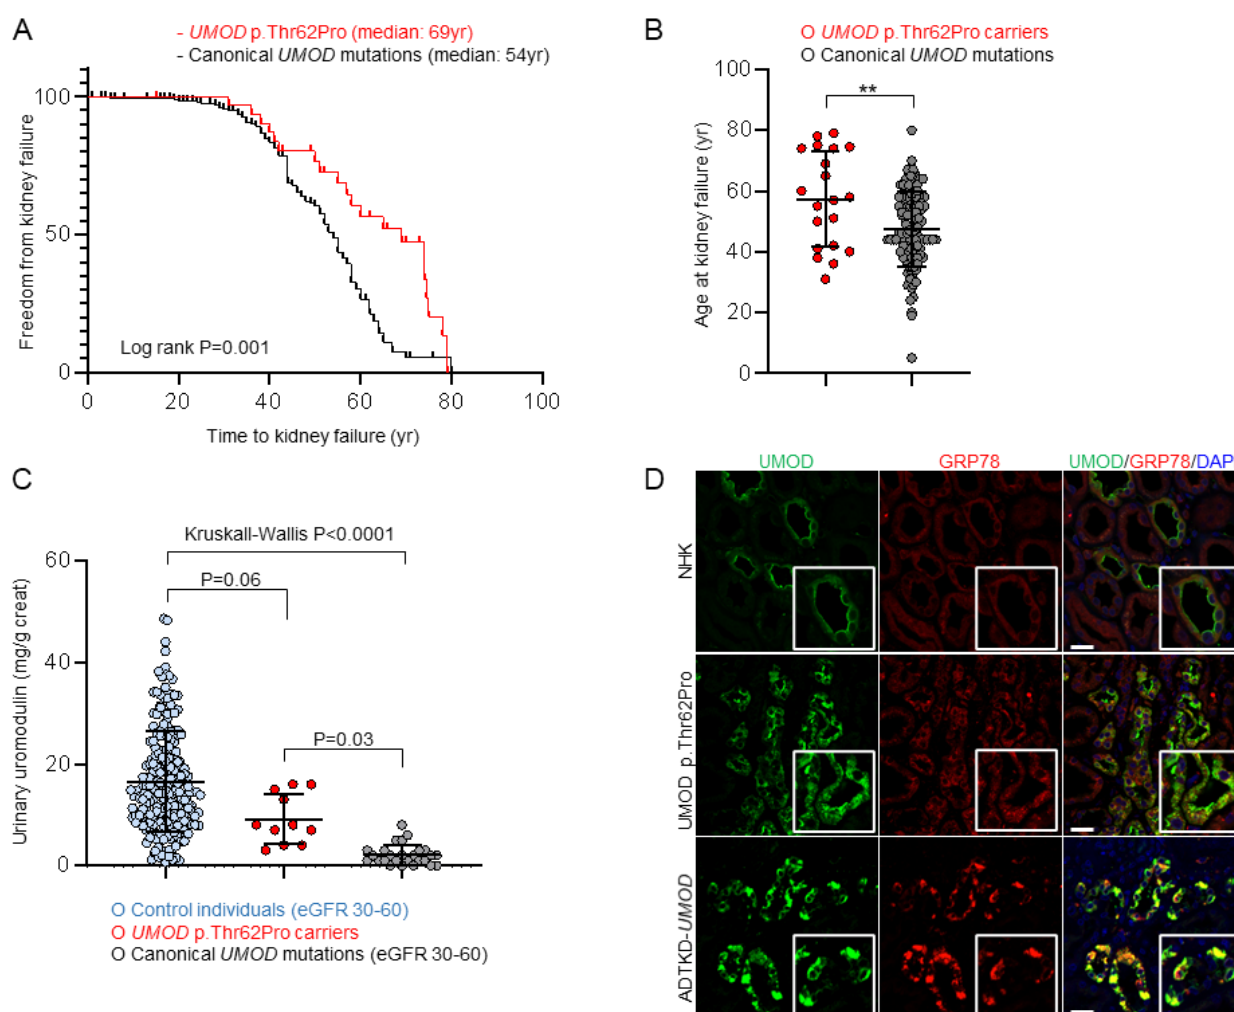 A
- UMOD p.Thr62Pro (median: 69yr)
- Canonical UMOD mutations (median: 54yr)
Freedom from kidney failure
100
50
0
Log rank P=0.001
0 20 40 60 80 100
Time to kidney failure (yr)
B
O UMOD p.Thr62Pro carriers
O Canonical UMOD mutations
Age at kidney failure (yr)
100
80
60
40
20
0
**
C
Kruskall-Wallis P<0.0001
P=0.06
P=0.03
Urinary uromodulin (mg/g creat)
60
40
20
0
O Control individuals (eGFR 30-60)
O UMOD p.Thr62Pro carriers
O Canonical UMOD mutations (eGFR 30-60)
D
UMOD GRP78 UMOD/GRP78/DAP
NHK
UMOD p.Thr62Pro
ADTKD-UMOD